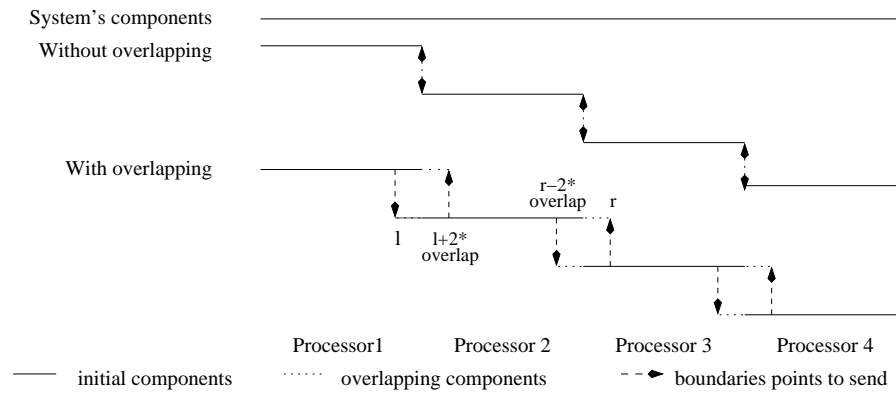 System's components
Without overlapping
With overlapping
r−2*
overlap
r
l
l+2*
overlap
Processor1
Processor 2
Processor 3
Processor 4
initial components
overlapping components
boundaries points to send